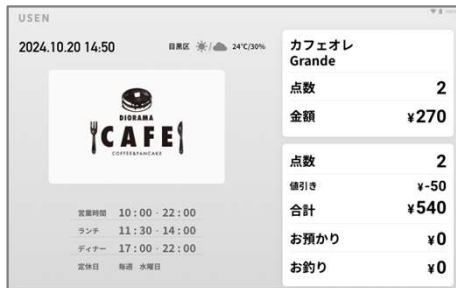 USEN
2024.10.20 14:50
目黒区 24℃/30%
DIORAMA
CAFE
COFFEE&PANCAKE
営業時間 10:00 - 22:00
ランチ 11:30 - 14:00
ディナー 17:00 - 22:00
定休日 毎週 水曜日
カフェオレ
Grande
点数 2
金額 ¥270
点数 2
値引き ¥-50
合計 ¥540
お預かり ¥0
お釣り ¥0